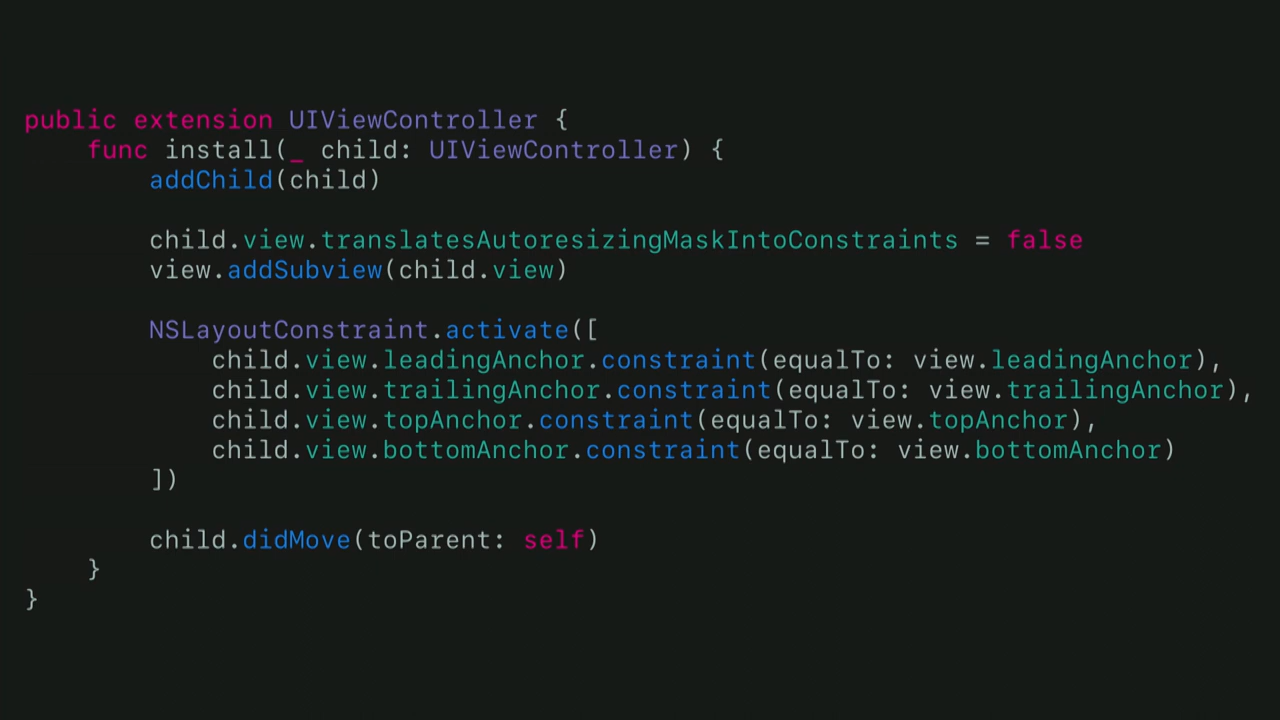 public extension UIViewController {
    func install(_ child: UIViewController) {
        addChild(child)

        child.view.translatesAutoresizingMaskIntoConstraints = false
        view.addSubview(child.view)

        NSLayoutConstraint.activate([
            child.view.leadingAnchor.constraint(equalTo: view.leadingAnchor),
            child.view.trailingAnchor.constraint(equalTo: view.trailingAnchor),
            child.view.topAnchor.constraint(equalTo: view.topAnchor),
            child.view.bottomAnchor.constraint(equalTo: view.bottomAnchor)
        ])

        child.didMove(toParent: self)
    }
}